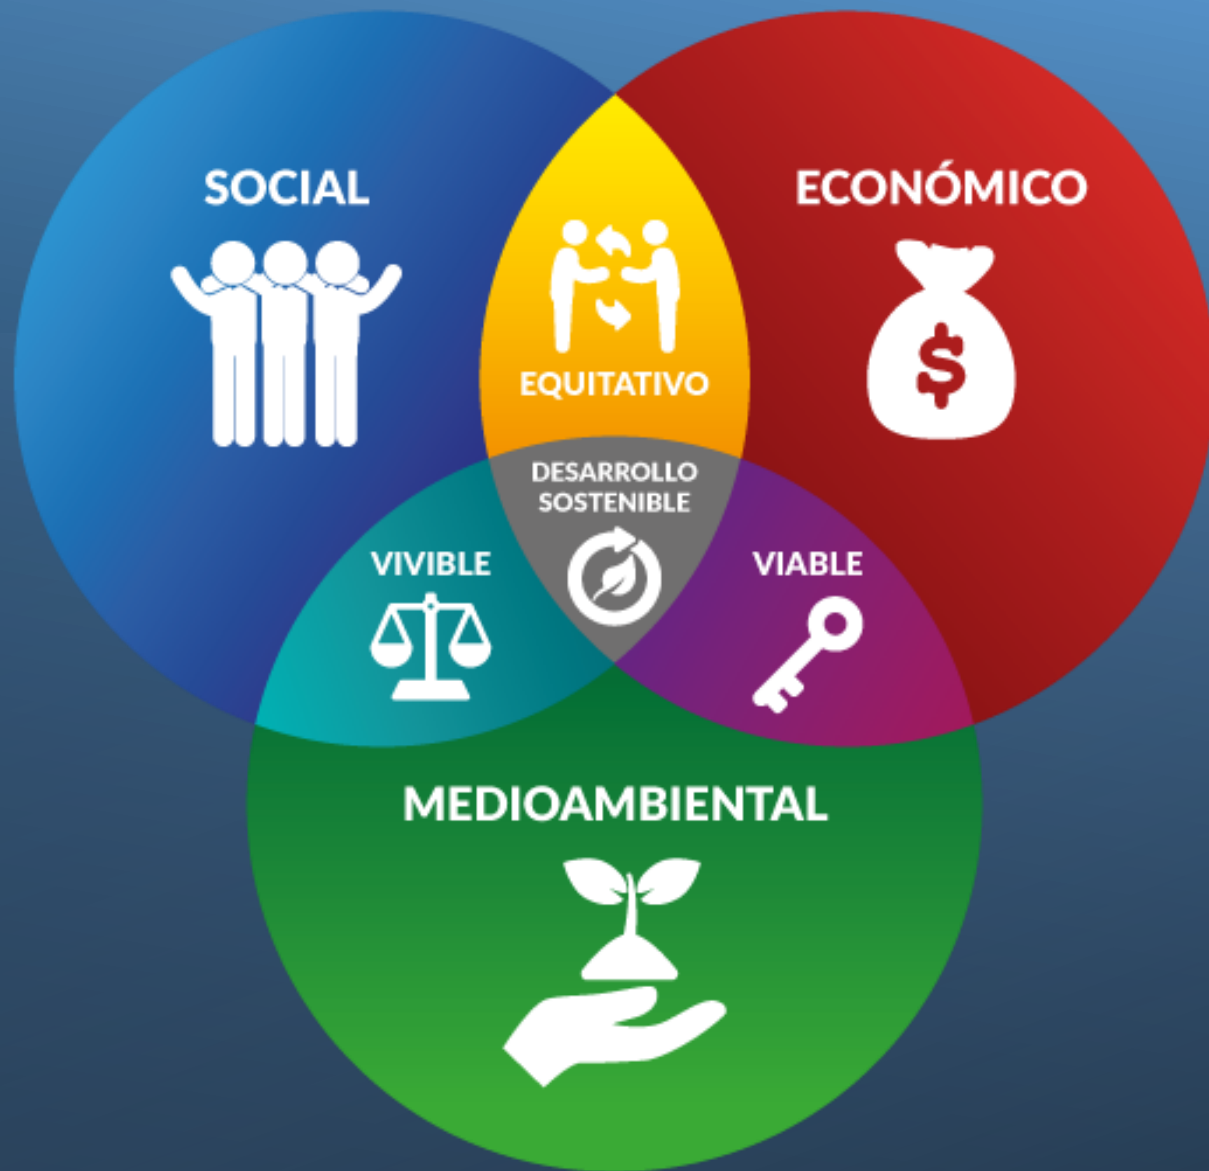 SOCIAL
ECONÓMICO
$
EQUITATIVO
DESARROLLO
SOSTENIBLE
VIVIBLE
VIABLE
MEDIOAMBIENTAL